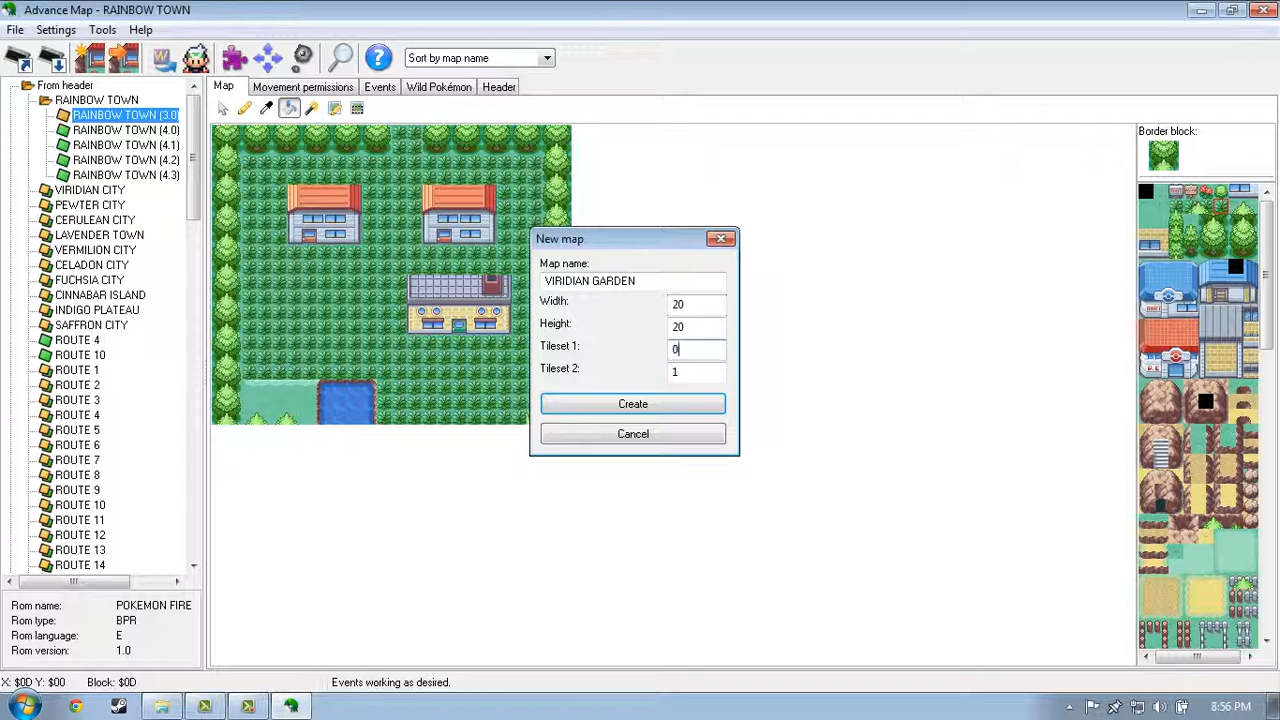 Advance Map - RAINBOW TOWN
File Settings Tools Help
Sort by map name
From header
RAINBOW TOWN
RAINBOW TOWN (3.0)
RAINBOW TOWN (4.0)
RAINBOW TOWN (4.1)
RAINBOW TOWN (4.2)
RAINBOW TOWN (4.3)
VIRIDIAN CITY
PEWTER CITY
CERULEAN CITY
LAVENDER TOWN
VERMILION CITY
CELADON CITY
FUCHSIA CITY
CINNABAR ISLAND
INDIGO PLATEAU
SAFFRON CITY
ROUTE 4
ROUTE 10
ROUTE 1
ROUTE 2
ROUTE 3
ROUTE 4
ROUTE 5
ROUTE 6
ROUTE 7
ROUTE 8
ROUTE 9
ROUTE 10
ROUTE 11
ROUTE 12
ROUTE 13
ROUTE 14
Rom name: POKEMON FIRE
Rom type: BPR
Rom language: E
Rom version: 1.0
Map Movement permissions Events Wild Pokémon Header
New map
Map name:
VIRIDIAN GARDEN
Width: 20
Height: 20
Tileset 1: 0
Tileset 2: 1
Create
Cancel
Border block:
X: $0D Y: $00 Block: $0D
Events working as desired.
8:56 PM